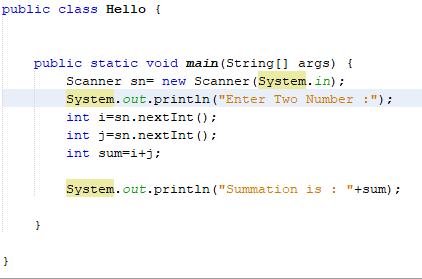 public class Hello {
public static void main(String[] args) {
Scanner sn= new Scanner(System.in);
System.out.println("Enter Two Number :");
int i=sn.nextInt();
int j=sn.nextInt();
int sum=i+j;
System.out.println("Summation is : "+sum);
}
}